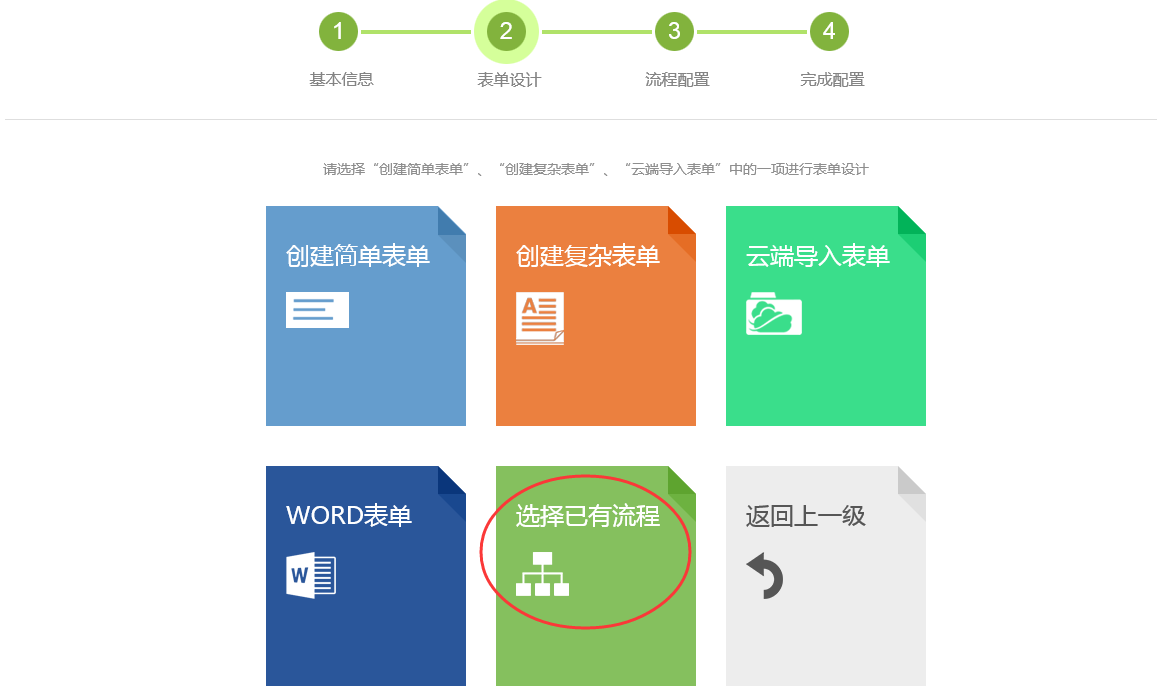 1 2 3 4
基本信息 表单设计 流程配置 完成配置
请选择“创建简单表单”、“创建复杂表单”、“云端导入表单”中的一项进行表单设计
创建简单表单 创建复杂表单 云端导入表单
A
WORD表单 选择已有流程 返回上一级
W